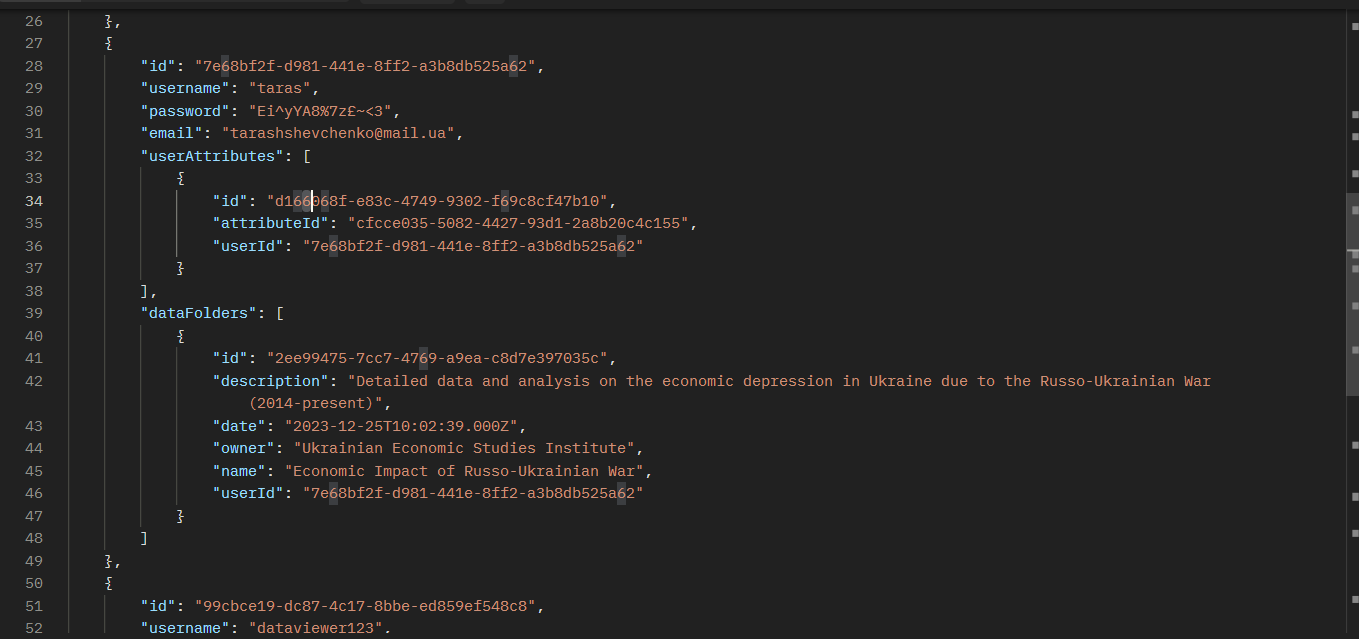 26 },
27 {
28 "id": "7e68bf2f-d981-441e-8ff2-a3b8db525a62",
29 "username": "taras",
30 "password": "Ei^yYA8%7z£~<3",
31 "email": "tarashshevchenko@mail.ua",
32 "userAttributes": [
33 {
34 "id": "d166068f-e83c-4749-9302-f69c8cf47b10",
35 "attributeId": "cfcce035-5082-4427-93d1-2a8b20c4c155",
36 "userId": "7e68bf2f-d981-441e-8ff2-a3b8db525a62"
37 }
38 ],
39 "dataFolders": [
40 {
41 "id": "2ee99475-7cc7-4769-a9ea-c8d7e397035c",
42 "description": "Detailed data and analysis on the economic depression in Ukraine due to the Russo-Ukrainian War
(2014-present)",
43 "date": "2023-12-25T10:02:39.000Z",
44 "owner": "Ukrainian Economic Studies Institute",
45 "name": "Economic Impact of Russo-Ukrainian War",
46 "userId": "7e68bf2f-d981-441e-8ff2-a3b8db525a62"
47 }
48 ]
49 },
50 {
51 "id": "99cbce19-dc87-4c17-8bbe-ed859ef548c8",
52 "username": "dataviewer123",